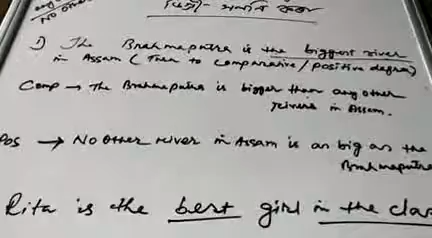 No other
1) The Brahmaputra is the biggest river
in Assam (Turn to comparative / positive degree)
Comp → The Brahmaputra is bigger than any other
rivers in Assam.
Pos → No other river in Assam is as big as the
Brahmaputra
Rita is the best girl in the clas